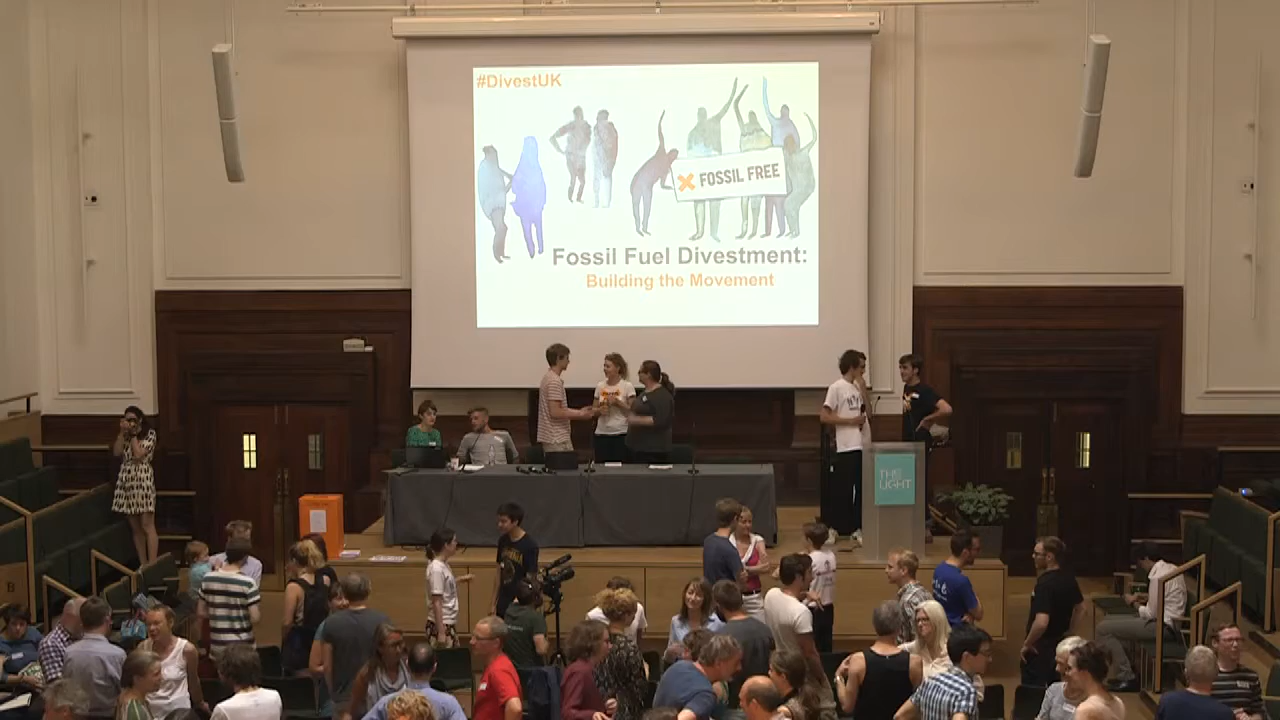 #DivestUK
FOSSIL FREE
Fossil Fuel Divestment:
Building the Movement
THE
LIGHT